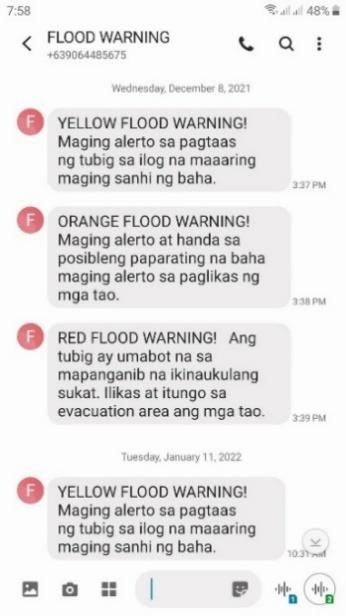 7:58
48%
FLOOD WARNING
+639064485675
Wednesday, December 8, 2021
F
YELLOW FLOOD WARNING!
Maging alerto sa pagtaas
ng tubig sa ilog na maaaring
maging sanhi ng baha.
3:37 PM
F
ORANGE FLOOD WARNING!
Maging alerto at handa sa
posibleng paparating na baha
maging alerto sa paglikas ng
mga tao.
3:38 PM
F
RED FLOOD WARNING! Ang
tubig ay umabot na sa
mapanganib na ikinaukulang
sukat. Ilikas at itungo sa
evacuation area ang mga tao.
3:39 PM
Tuesday, January 11, 2022
F
YELLOW FLOOD WARNING!
Maging alerto sa pagtaas
ng tubig sa ilog na maaaring
maging sanhi ng baha.
10:31 AM
1
2